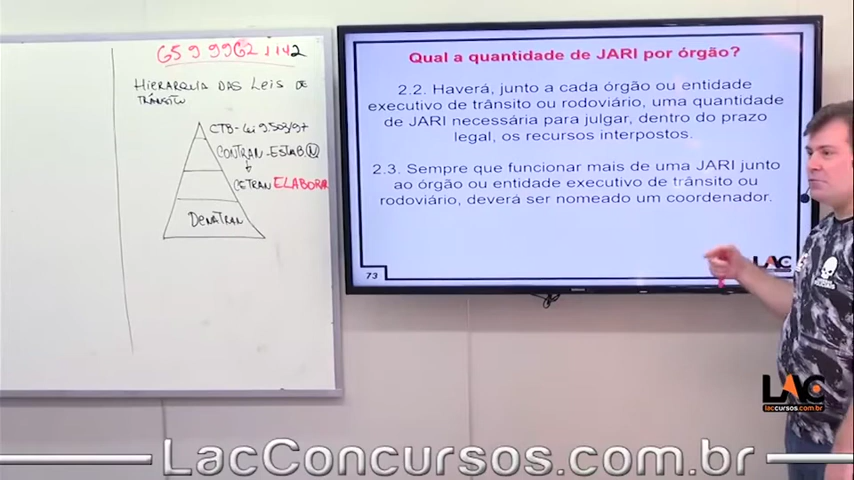 65 9 9962 1142
HIERARQUIA DAS LEIS DE
TRÂNSITO
CTB - Lei 9.503/97
CONTRAN - ESTAB. N
CETRAN ELABORAR
DENATRAN
Qual a quantidade de JARI por órgão?
2.2. Haverá, junto a cada órgão ou entidade
executivo de trânsito ou rodoviário, uma quantidade
de JARI necessária para julgar, dentro do prazo
legal, os recursos interpostos.
2.3. Sempre que funcionar mais de uma JARI junto
ao órgão ou entidade executivo de trânsito ou
rodoviário, deverá ser nomeado um coordenador.
73
LAC
LAC
laccursos.com.br
LacConcursos.com.br